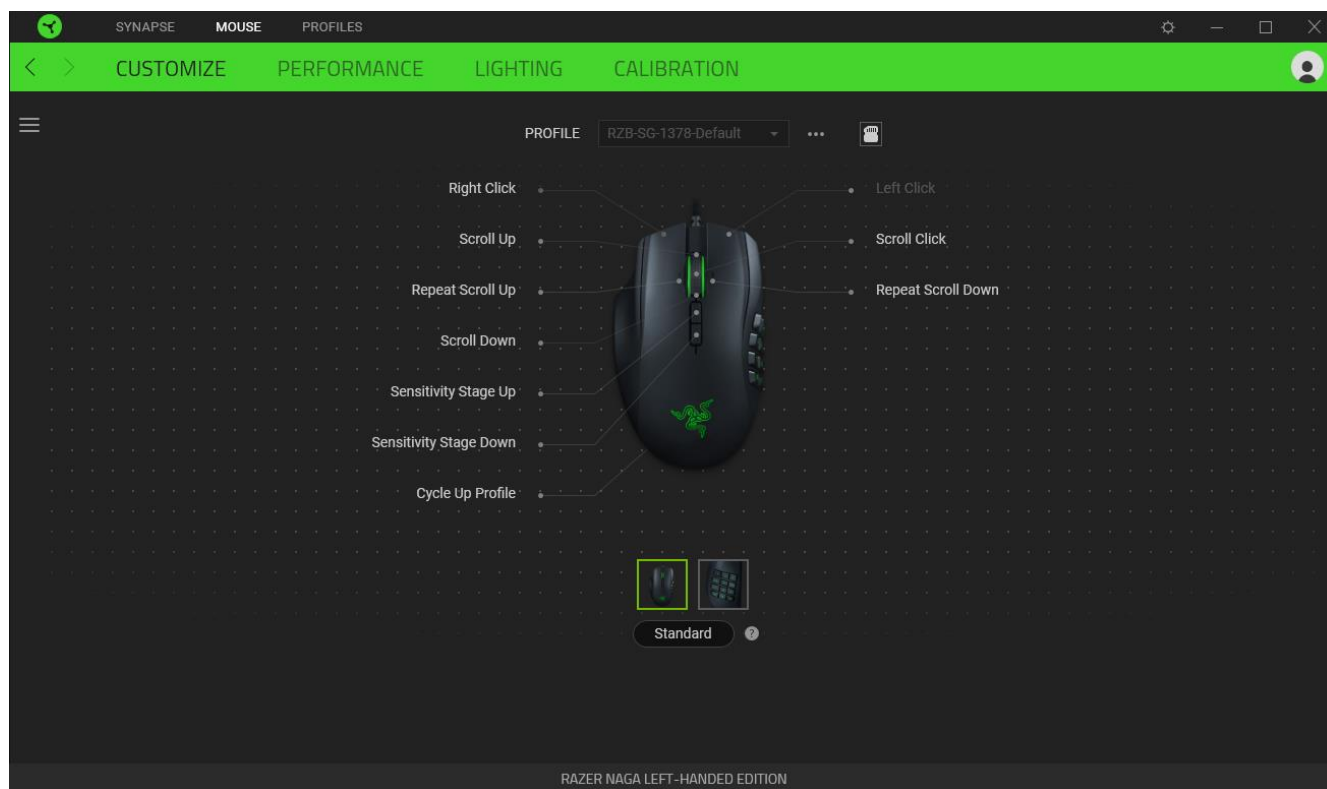 SYNAPSE MOUSE PROFILES
CUSTOMIZE PERFORMANCE LIGHTING CALIBRATION
PROFILE RZB-SG-1378-Default
Right Click
Left Click
Scroll Up
Scroll Click
Repeat Scroll Up
Repeat Scroll Down
Scroll Down
Sensitivity Stage Up
Sensitivity Stage Down
Cycle Up Profile
Standard ?
RAZER NAGA LEFT-HANDED EDITION